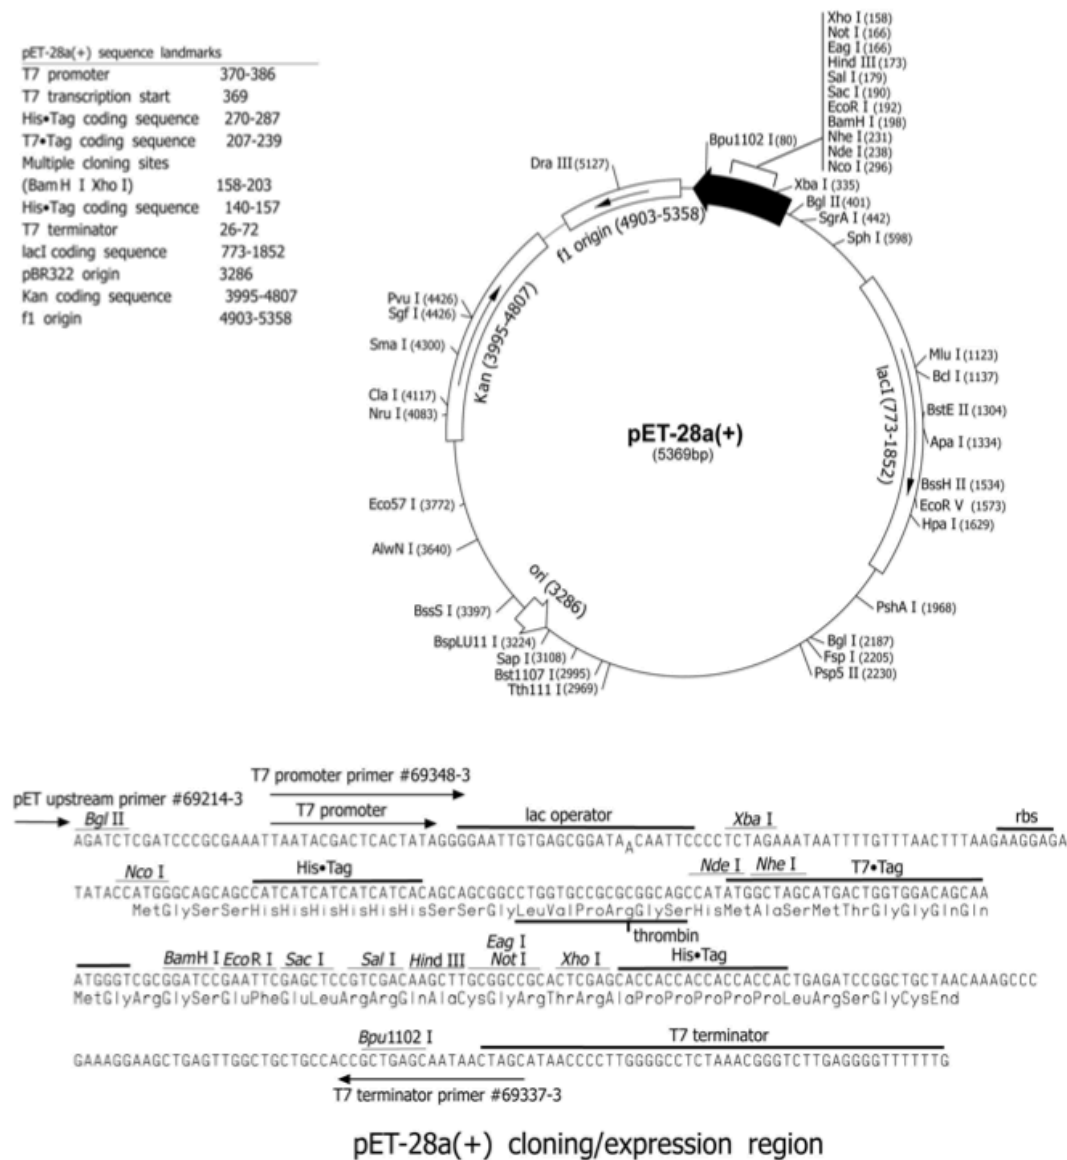 pET-28a(+) sequence landmarks
T7 promoter 370-386
T7 transcription start 369
His•Tag coding sequence 270-287
T7•Tag coding sequence 207-239
Multiple cloning sites
(BamH I Xho I) 158-203
His•Tag coding sequence 140-157
T7 terminator 26-72
lacI coding sequence 773-1852
pBR322 origin 3286
Kan coding sequence 3995-4807
f1 origin 4903-5358
Xho I (158)
Not I (166)
Eag I (166)
Hind III (173)
Sal I (179)
Sac I (190)
EcoR I (192)
BamH I (198)
Nhe I (231)
Nde I (238)
Nco I (296)
Bpu1102 I (80)
Dra III (5127)
Xba I (335)
Bgl II (401)
SgrA I (442)
Sph I (598)
f1 origin (4903-5358)
Pvu I (4426)
Sgf I (4426)
Sma I (4300)
Kan (3995-4807)
Cla I (4117)
Nru I (4083)
lacI (773-1852)
Mlu I (1123)
Bcl I (1137)
BstE II (1304)
Apa I (1334)
pET-28a(+)
(5369bp)
BssH II (1534)
EcoR V (1573)
Hpa I (1629)
Eco57 I (3772)
AlwN I (3640)
ori (3286)
BssS I (3397)
PshA I (1968)
BspLU11 I (3224)
Sap I (3108)
Bst1107 I (2995)
Tth111 I (2969)
Bgl I (2187)
Fsp I (2205)
Psp5 II (2230)
T7 promoter primer #69348-3
pET upstream primer #69214-3
Bgl II T7 promoter lac operator Xba I rbs
AGATCTCGATCCCGCGAAATTAATACGACTCACTATAGGGGAATTGTGAGCGGATAACAATTCCCCTCTAGAAATAATTTTGTTTAACTTTAAGAAGGAGA
Nco I His•Tag Nde I Nhe I T7•Tag
TATACCATGGGCAGCAGCCATCATCATCATCATCACAGCAGCGGCCTGGTGCCGCGCGGCAGCCATATGGCTAGCATGACTGGTGGACAGCAA
MetGlySerSerHisHisHisHisHisHisSerSerGlyLeuValProArgGlySerHisMetAlaSerMetThrGlyGlyGlnGln
thrombin
Eag I
BamH I EcoR I Sac I Sal I Hind III Not I Xho I His•Tag
ATGGGTCGCGGATCCGAATTCGAGCTCCGTCGACAAGCTTGCGGCCGCACTCGAGCACCACCACCACCACCACTGAGATCCGGCTGCTAACAAAGCCC
MetGlyArgGlySerGluPheGluLeuArgArgGlnAlaCysGlyArgThrArgAlaProProProProProLeuArgSerGlyCysEnd
Bpu1102 I T7 terminator
GAAAGGAAGCTGAGTTGGCTGCTGCCACCGCTGAGCAATAACTAGCATAACCCCTTGGGGCCTCTAAACGGGTCTTGAGGGGTTTTTTG
T7 terminator primer #69337-3
pET-28a(+) cloning/expression region